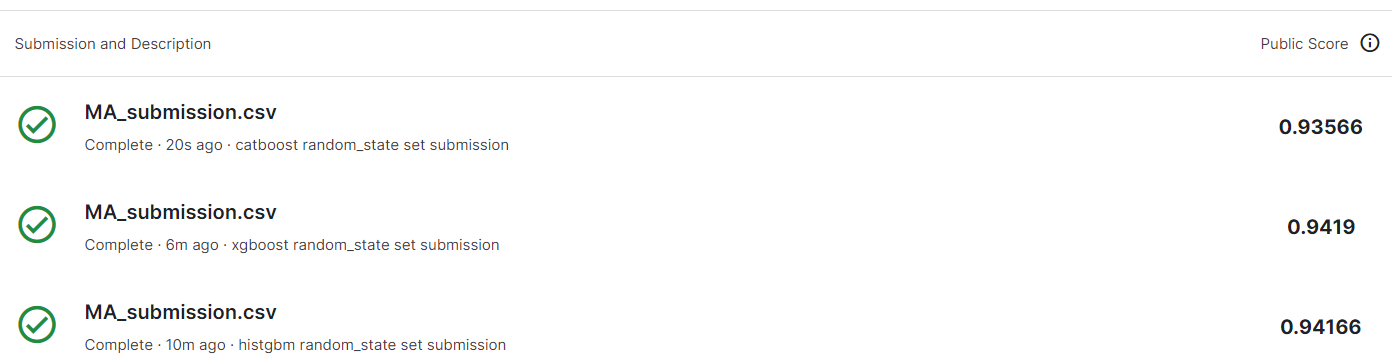 Submission and Description
Public Score
MA_submission.csv
0.93566
Complete · 20s ago · catboost random_state set submission
MA_submission.csv
0.9419
Complete · 6m ago · xgboost random_state set submission
MA_submission.csv
0.94166
Complete · 10m ago · histgbm random_state set submission